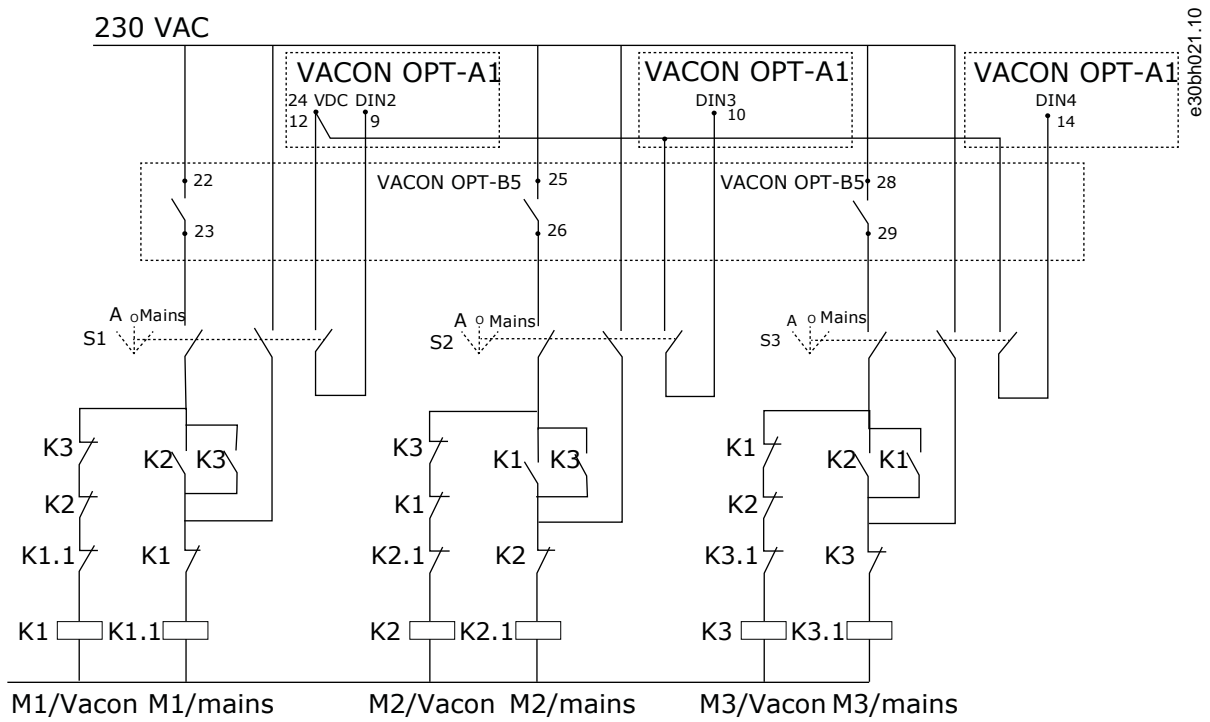 230 VAC
e30bh021.10
VACON OPT-A1
24 VDC DIN2
12
9
VACON OPT-A1
DIN3
10
VACON OPT-A1
DIN4
14
22
23
VACON OPT-B5
25
26
VACON OPT-B5
28
29
A o Mains
S1
A o Mains
S2
A o Mains
S3
K3
K2
K3
K2
K1.1
K1
K1
K1.1
K3
K1
K3
K1
K2.1
K2
K2
K2.1
K1
K2
K1
K2
K3.1
K3
K3
K3.1
M1/Vacon M1/mains
M2/Vacon M2/mains
M3/Vacon M3/mains